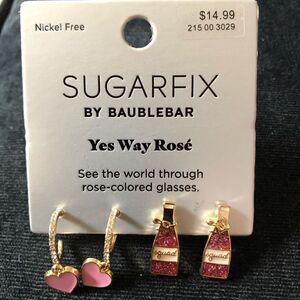 Nickel Free
$14.99
215 00 3029
SUGARFIX
BY BAUBLEBAR
Yes Way Rosé
See the world through
rose-colored glasses.
squad
squad